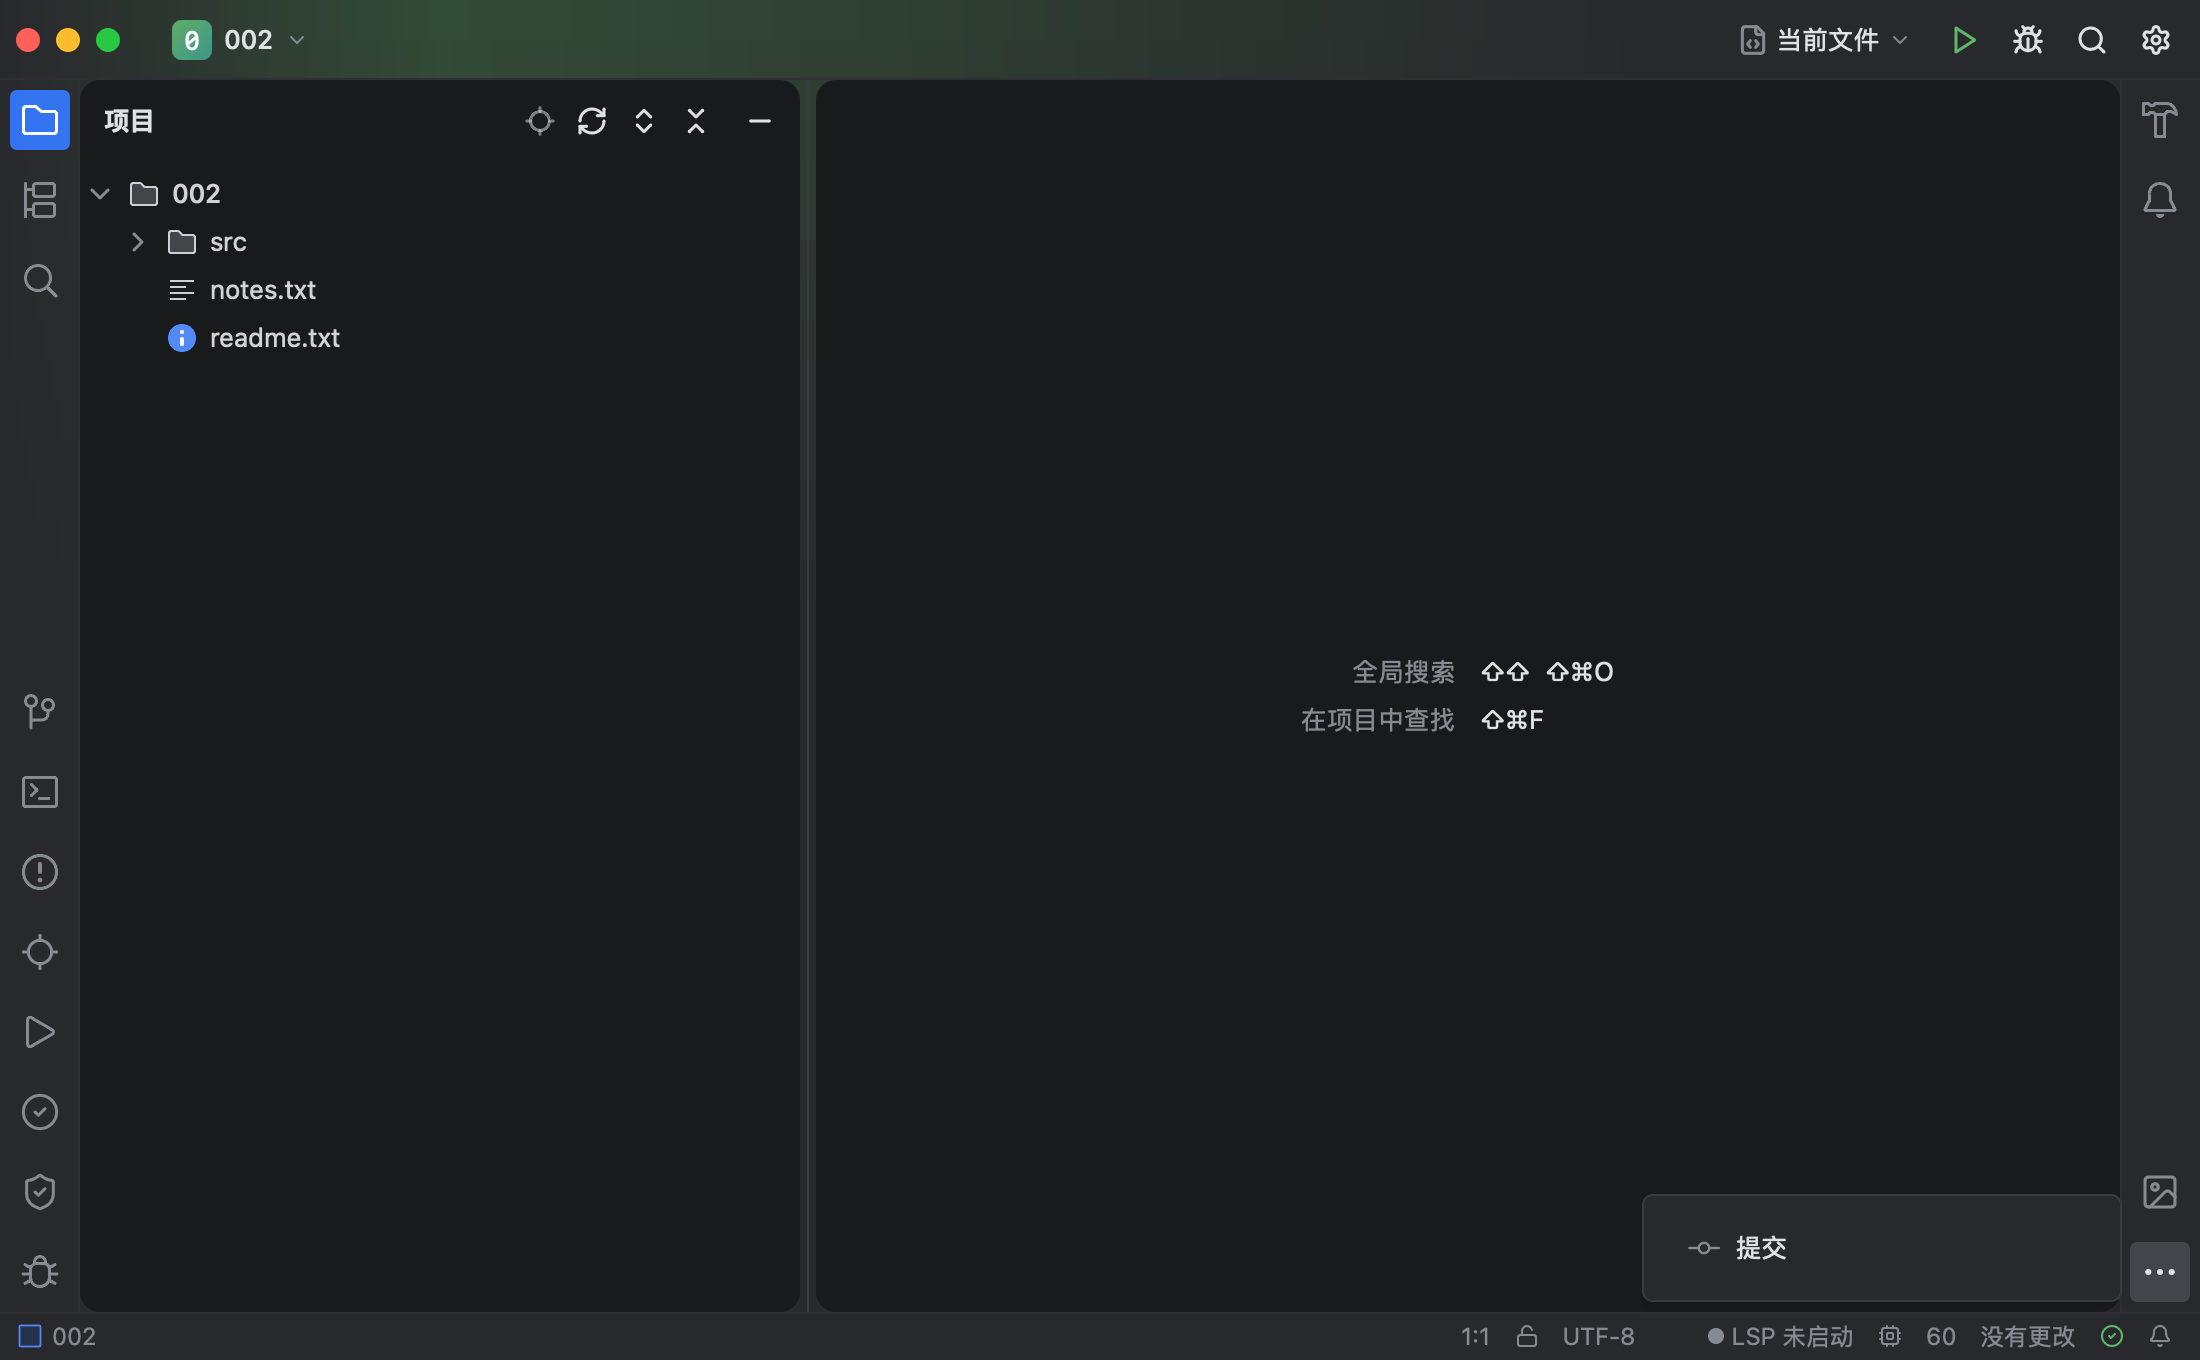 0 002
当前文件
项目
002
src
notes.txt
readme.txt
全局搜索 ⇧⇧ ⇧⌘O
在项目中查找 ⇧⌘F
提交
002
1:1 UTF-8 LSP 未启动 60 没有更改